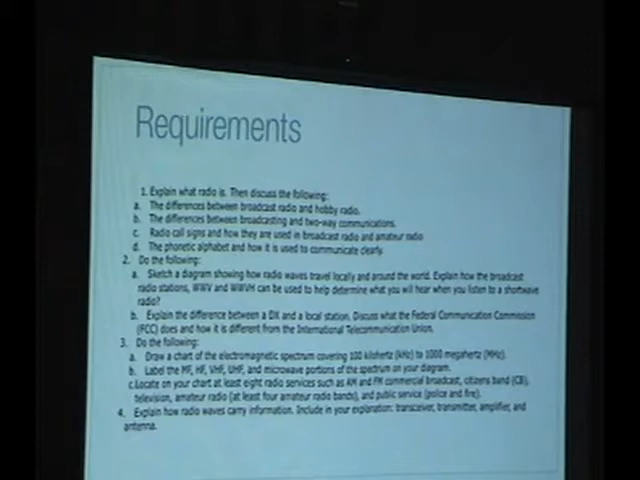 Requirements
1. Explain what radio is. Then discuss the following:
a. The differences between broadcast radio and hobby radio.
b. The differences between broadcasting and two-way communications.
c. Radio call signs and how they are used in broadcast radio and amateur radio
d. The phonetic alphabet and how it is used to communicate clearly.
2. Do the following:
a. Sketch a diagram showing how radio waves travel locally and around the world. Explain how the broadcast
radio stations, WWV and WWVH can be used to help determine what you will hear when you listen to a shortwave
radio?
b. Explain the difference between a DX and a local station. Discuss what the Federal Communication Commission
(FCC) does and how it is different from the International Telecommunication Union.
3. Do the following:
a. Draw a chart of the electromagnetic spectrum covering 100 kilohertz (kHz) to 1000 megahertz (MHz).
b. Label the MF, HF, VHF, UHF, and microwave portions of the spectrum on your diagram.
c.Locate on your chart at least eight radio services such as AM and FM commercial broadcast, citizens band (CB),
television, amateur radio (at least four amateur radio bands), and public service (police and fire).
4. Explain how radio waves carry information. Include in your explanation: transceiver, transmitter, amplifier, and
antenna.